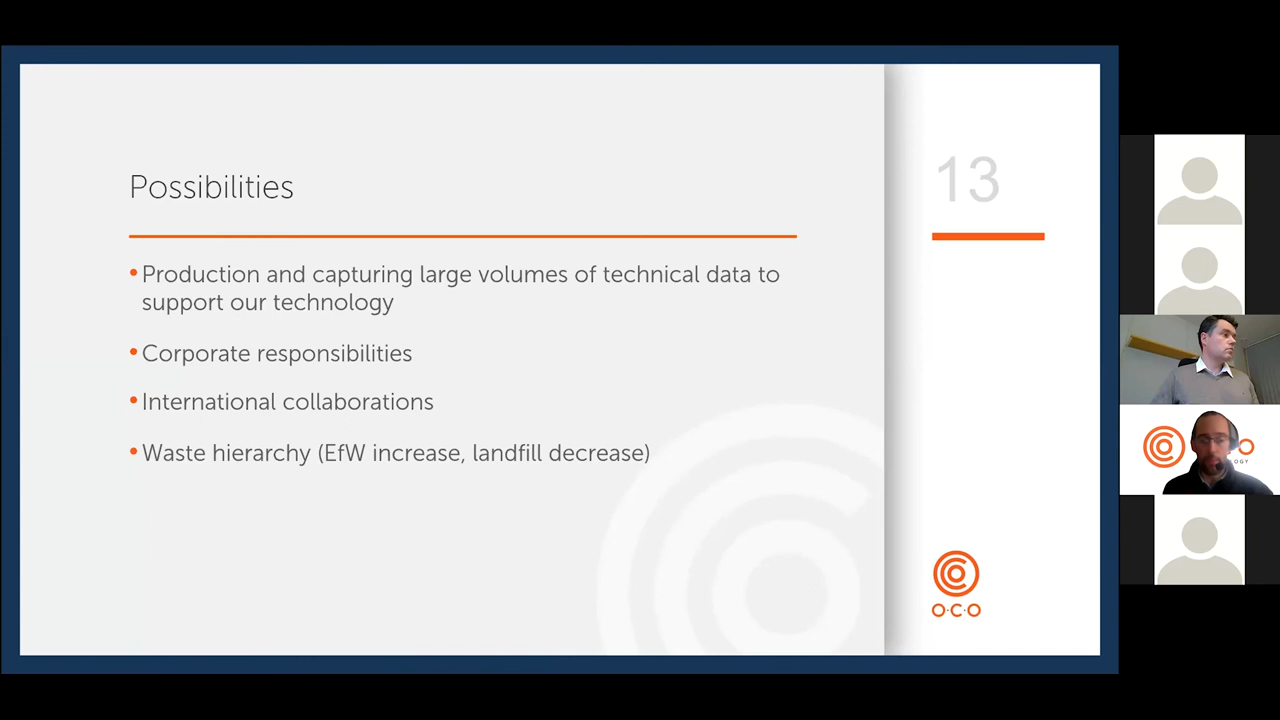 Possibilities
13
•Production and capturing large volumes of technical data to
support our technology
•Corporate responsibilities
•International collaborations
•Waste hierarchy (EfW increase, landfill decrease)
O·C·O